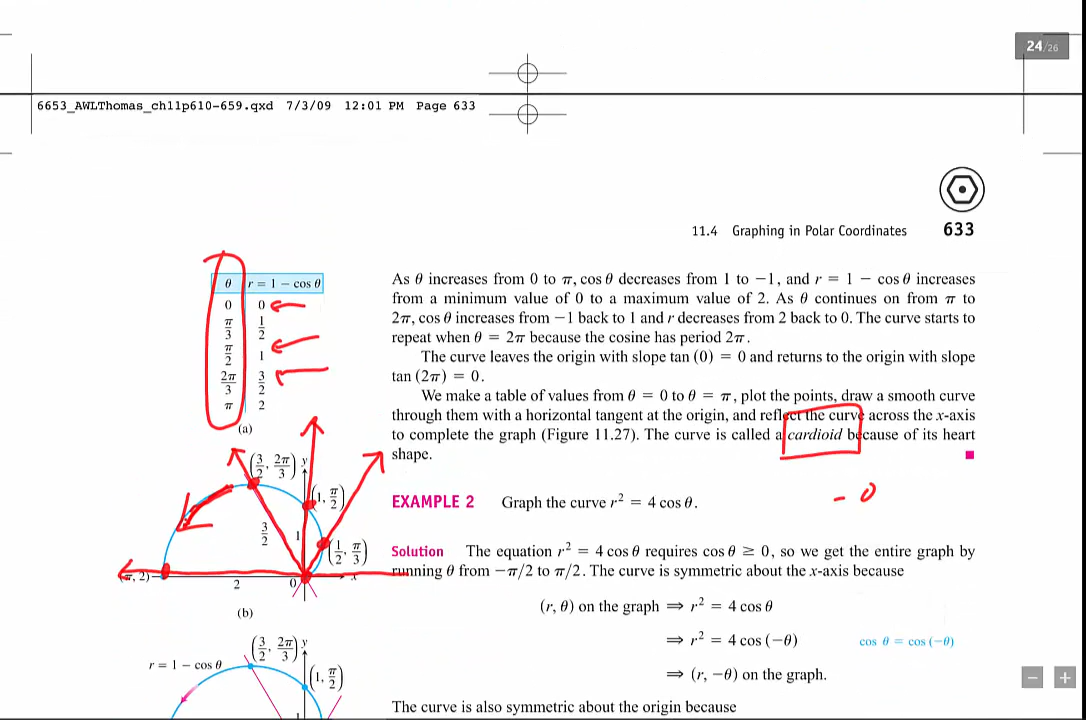 24/26
6653_AWLThomas_ch11p610-659.qxd 7/3/09 12:01 PM Page 633
11.4 Graphing in Polar Coordinates 633
θ r = 1 − cos θ
0 0
π/3 1/2
π/2 1
2π/3 3/2
π 2
(a)
(3/2, 2π/3) y
(1, π/2)
3/2
1
(1/2, π/3)
(π, 2)
2
0
x
(b)
(3/2, 2π/3) y
r = 1 − cos θ
(1, π/2)
1
As θ increases from 0 to π, cos θ decreases from 1 to −1, and r = 1 − cos θ increases
from a minimum value of 0 to a maximum value of 2. As θ continues on from π to
2π, cos θ increases from −1 back to 1 and r decreases from 2 back to 0. The curve starts to
repeat when θ = 2π because the cosine has period 2π.
The curve leaves the origin with slope tan (0) = 0 and returns to the origin with slope
tan (2π) = 0.
We make a table of values from θ = 0 to θ = π, plot the points, draw a smooth curve
through them with a horizontal tangent at the origin, and reflect the curve across the x-axis
to complete the graph (Figure 11.27). The curve is called a cardioid because of its heart
shape.
- 0
EXAMPLE 2 Graph the curve r² = 4 cos θ.
Solution The equation r² = 4 cos θ requires cos θ ≥ 0, so we get the entire graph by
running θ from −π/2 to π/2. The curve is symmetric about the x-axis because
(r, θ) on the graph ⇒ r² = 4 cos θ
⇒ r² = 4 cos (−θ) cos θ = cos (−θ)
⇒ (r, −θ) on the graph.
The curve is also symmetric about the origin because